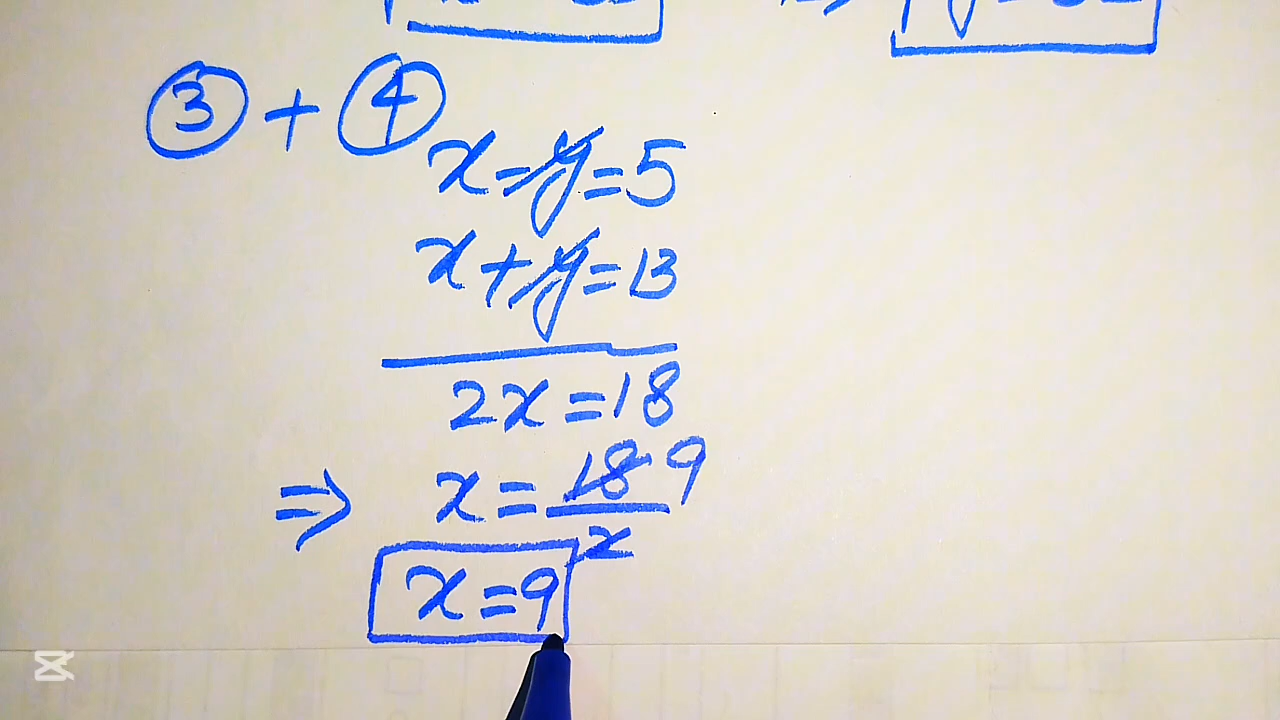 ③ + ④
x-y=5
x+y=13
2x=18
⇒ x=18/2 9
x=9